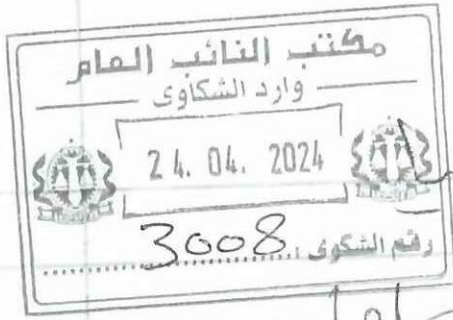 مكتب النائب العام
وارد الشكاوى
24. 04. 2024
رقم الشكوى : 3008